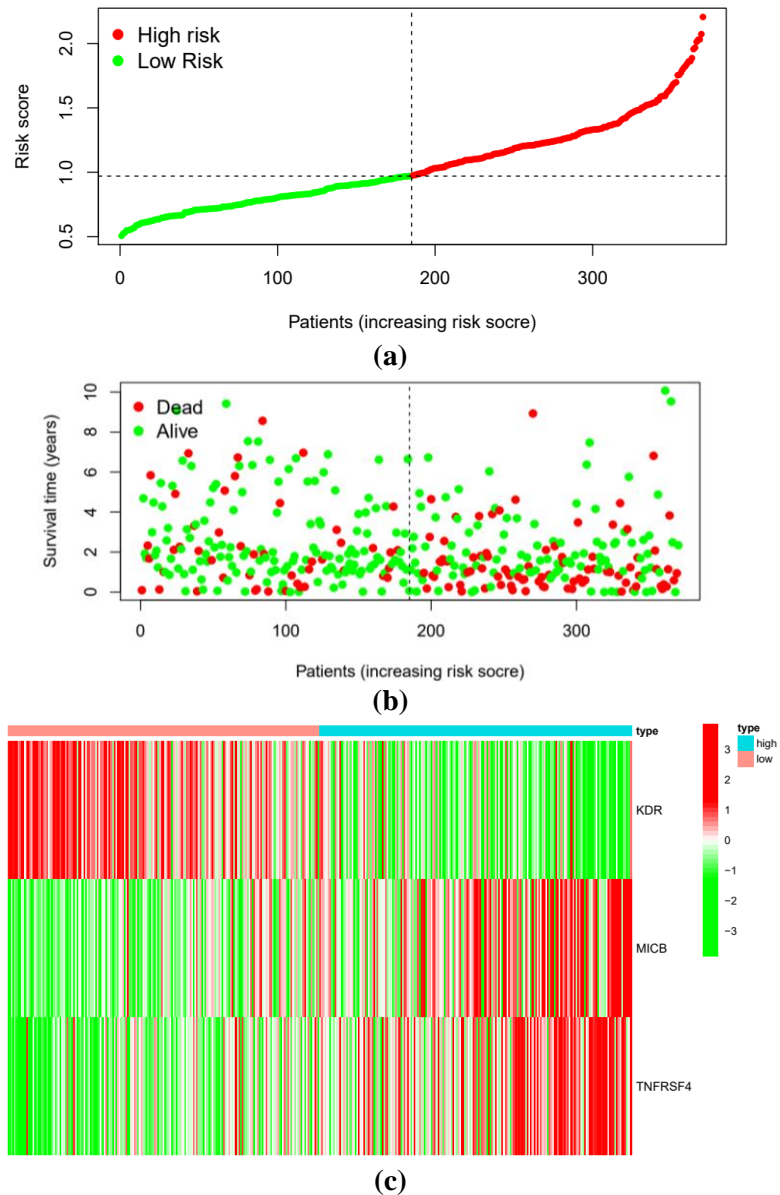 High risk
Low Risk
Risk score
2.0
1.5
1.0
0.5
0 100 200 300
Patients (increasing risk socre)
(a)
Dead
Alive
Survival time (years)
10
8
6
4
2
0
0 100 200 300
Patients (increasing risk socre)
(b)
type
KDR
MICB
TNFRSF4
3
2
1
0
−1
−2
−3
type
high
low
(c)